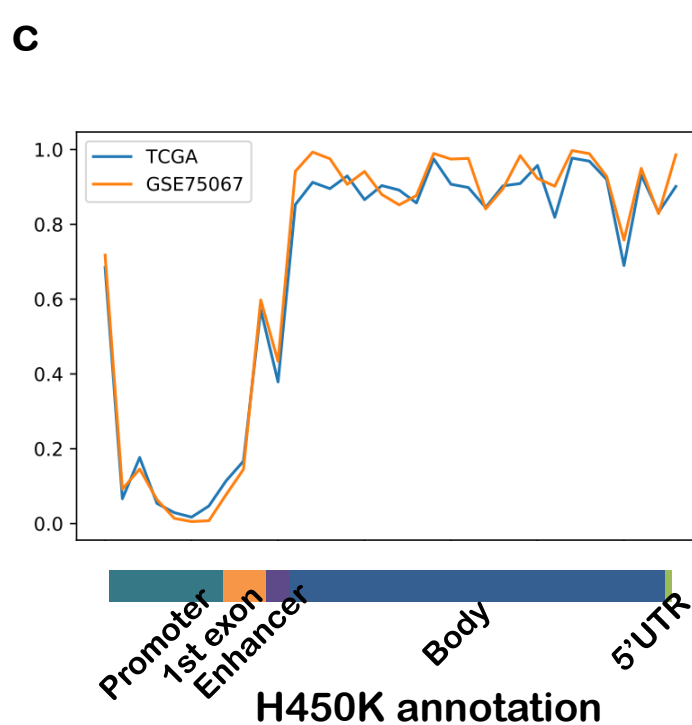 C
TCGA
GSE75067
1.0
0.8
0.6
0.4
0.2
0.0
Promoter
1st exon
Enhancer
Body
5'UTR
H450K annotation